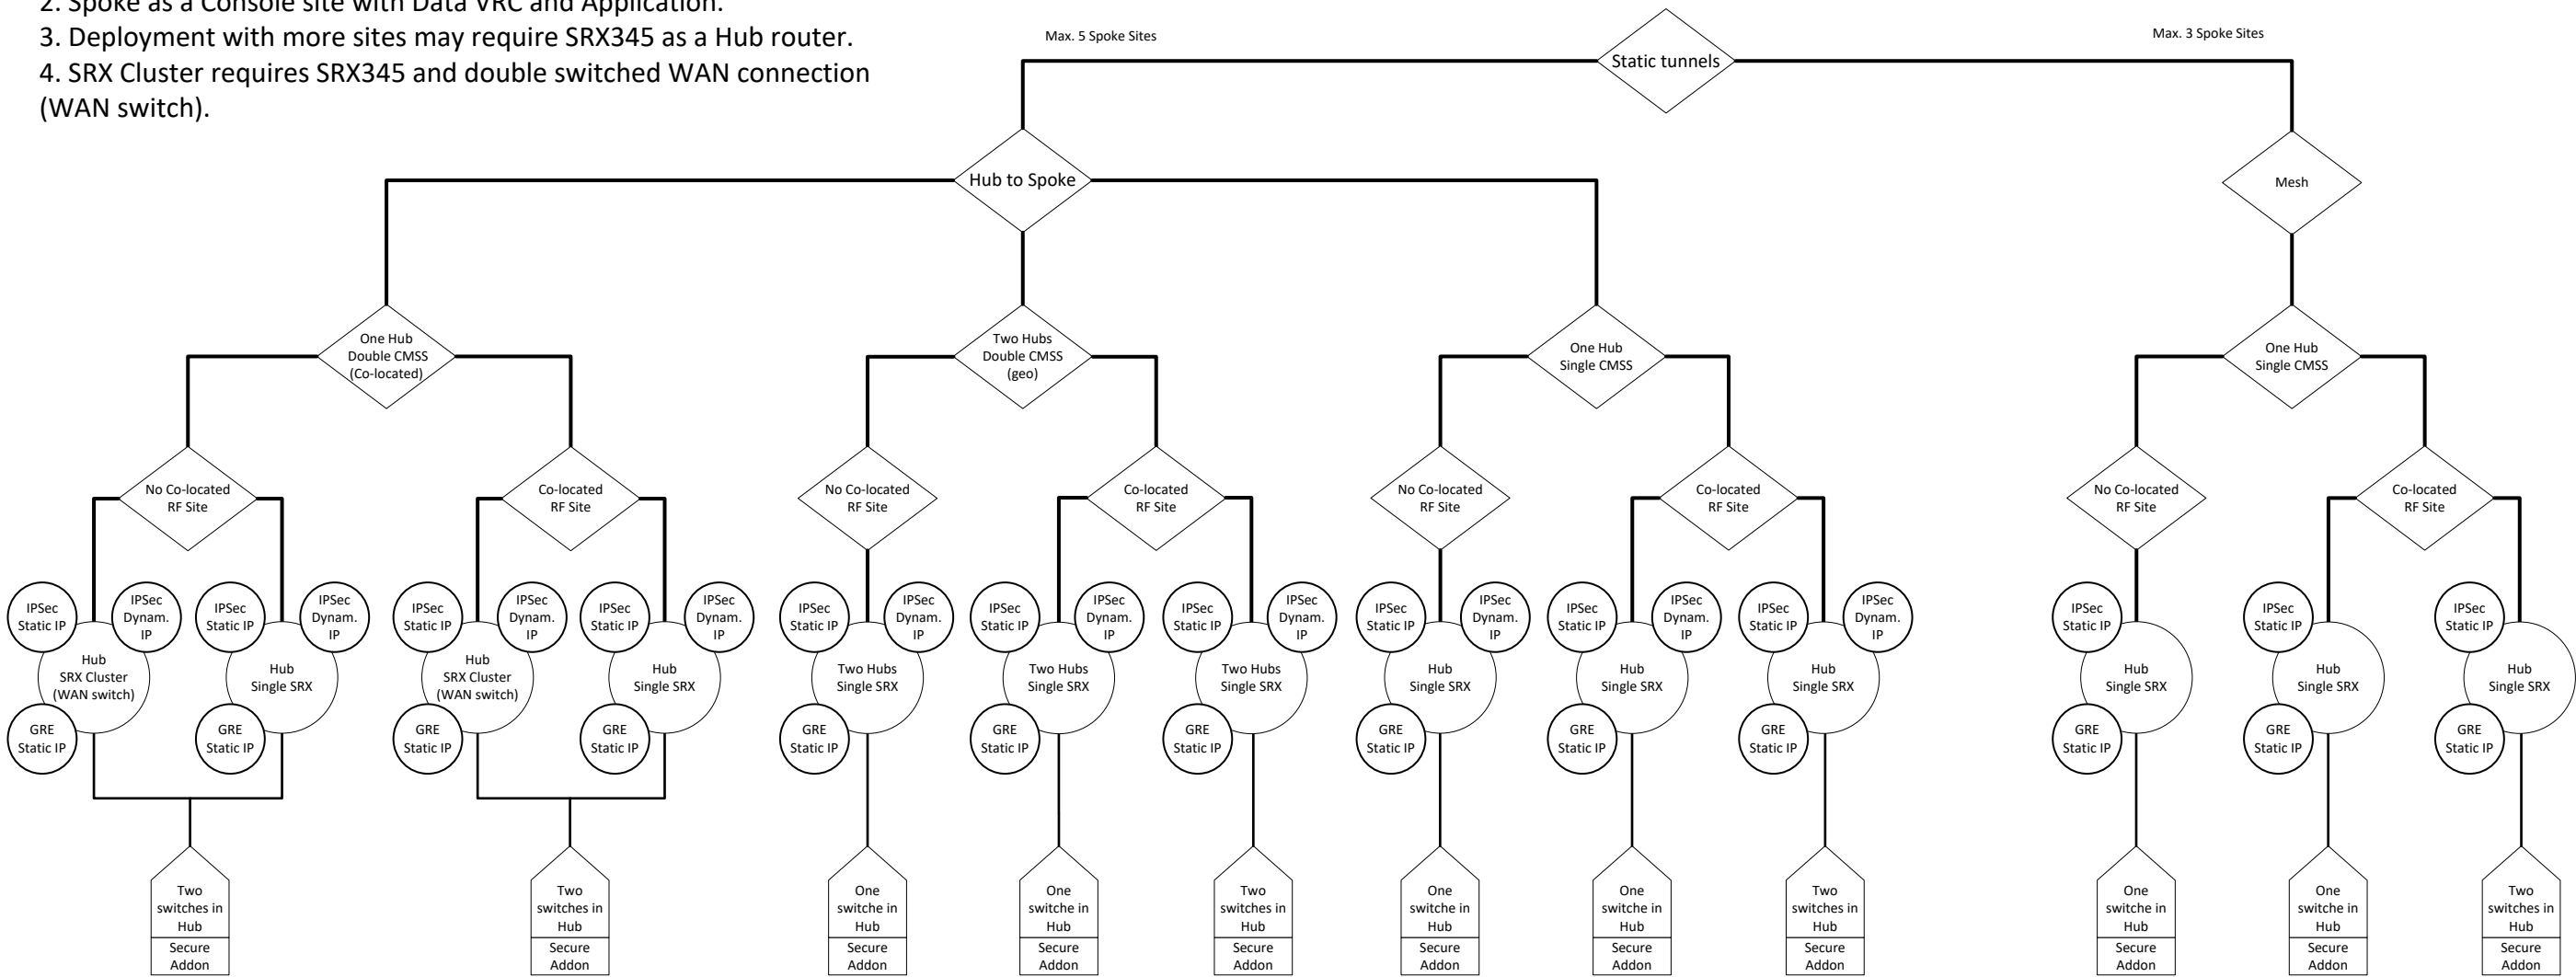 2. Spoke as a Console site with Data VRC and Application.
3. Deployment with more sites may require SRX345 as a Hub router.
4. SRX Cluster requires SRX345 and double switched WAN connection
(WAN switch).
Max. 5 Spoke Sites
Static tunnels
Max. 3 Spoke Sites
Hub to Spoke
Mesh
One Hub
Double CMSS
(Co-located)
Two Hubs
Double CMSS
(geo)
One Hub
Single CMSS
One Hub
Single CMSS
No Co-located
RF Site
Co-located
RF Site
No Co-located
RF Site
Co-located
RF Site
No Co-located
RF Site
Co-located
RF Site
No Co-located
RF Site
Co-located
RF Site
IPSec
Static IP
IPSec
Dynam.
IP
Hub
SRX Cluster
(WAN switch)
GRE
Static IP
IPSec
Static IP
IPSec
Dynam.
IP
Hub
Single SRX
GRE
Static IP
IPSec
Static IP
IPSec
Dynam.
IP
Hub
SRX Cluster
(WAN switch)
GRE
Static IP
IPSec
Static IP
IPSec
Dynam.
IP
Hub
Single SRX
GRE
Static IP
IPSec
Static IP
IPSec
Dynam.
IP
Two Hubs
Single SRX
GRE
Static IP
IPSec
Static IP
IPSec
Dynam.
IP
Two Hubs
Single SRX
GRE
Static IP
IPSec
Static IP
IPSec
Dynam.
IP
Two Hubs
Single SRX
GRE
Static IP
IPSec
Static IP
IPSec
Dynam.
IP
Hub
Single SRX
GRE
Static IP
IPSec
Static IP
IPSec
Dynam.
IP
Hub
Single SRX
GRE
Static IP
IPSec
Static IP
IPSec
Dynam.
IP
Hub
Single SRX
GRE
Static IP
IPSec
Static IP
Hub
Single SRX
GRE
Static IP
IPSec
Static IP
Hub
Single SRX
GRE
Static IP
IPSec
Static IP
Hub
Single SRX
GRE
Static IP
Two
switches in
Hub
Secure
Addon
Two
switches in
Hub
Secure
Addon
One
switche in
Hub
Secure
Addon
One
switche in
Hub
Secure
Addon
Two
switches in
Hub
Secure
Addon
One
switche in
Hub
Secure
Addon
One
switche in
Hub
Secure
Addon
Two
switches in
Hub
Secure
Addon
One
switche in
Hub
Secure
Addon
One
switche in
Hub
Secure
Addon
Two
switches in
Hub
Secure
Addon